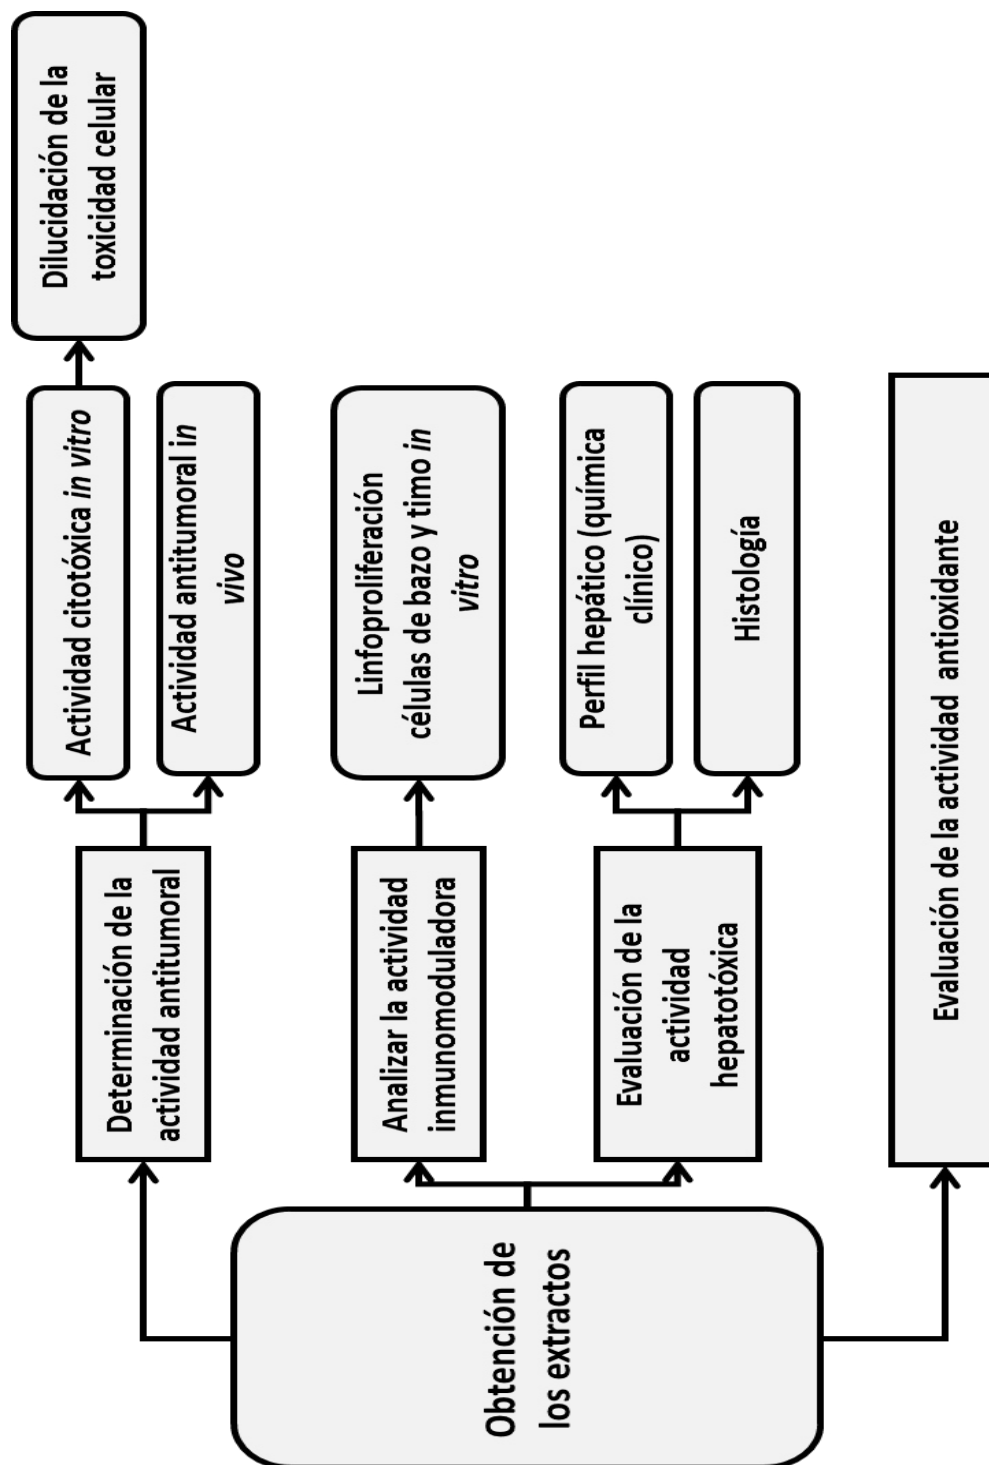 Obtención de
los extractos
Determinación de la
actividad antitumoral
Actividad citotóxica in vitro
Dilucidación de la
toxicidad celular
Actividad antitumoral in
vivo
Analizar la actividad
inmunomoduladora
Linfoproliferación
células de bazo y timo in
vitro
Evaluación de la
actividad
hepatotóxica
Perfil hepático (química
clínico)
Histología
Evaluación de la actividad antioxidante